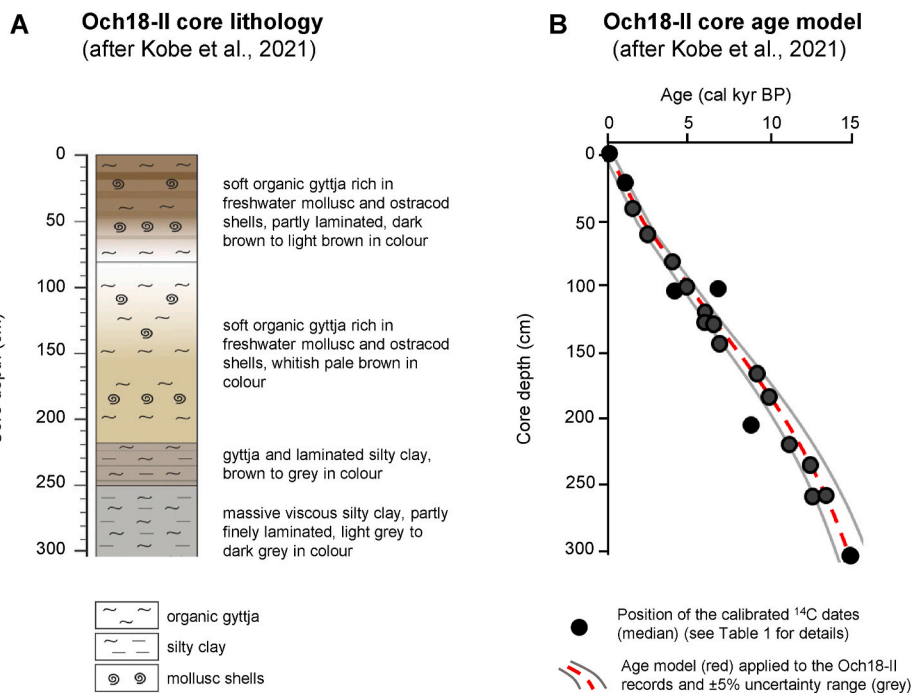 A
Och18-II core lithology
(after Kobe et al., 2021)
0
50
100
150
200
250
300
soft organic gyttja rich in
freshwater mollusc and ostracod
shells, partly laminated, dark
brown to light brown in colour
soft organic gyttja rich in
freshwater mollusc and ostracod
shells, whitish pale brown in
colour
gyttja and laminated silty clay,
brown to grey in colour
massive viscous silty clay, partly
finely laminated, light grey to
dark grey in colour
organic gyttja
silty clay
mollusc shells
B
Och18-II core age model
(after Kobe et al., 2021)
Age (cal kyr BP)
0 5 10 15
Core depth (cm)
0
50
100
150
200
250
300
Position of the calibrated ¹⁴C dates
(median) (see Table 1 for details)
Age model (red) applied to the Och18-II
records and ±5% uncertainty range (grey)